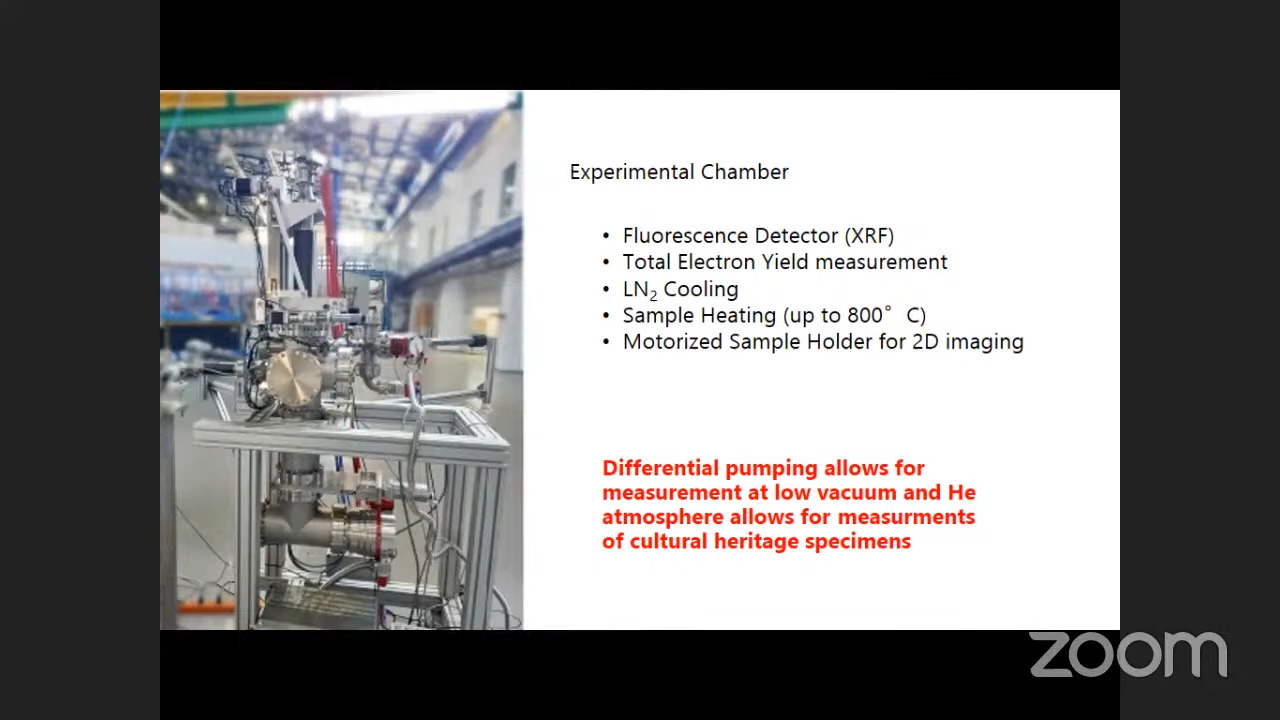 Experimental Chamber
• Fluorescence Detector (XRF)
• Total Electron Yield measurement
• LN₂ Cooling
• Sample Heating (up to 800° C)
• Motorized Sample Holder for 2D imaging
Differential pumping allows for
measurement at low vacuum and He
atmosphere allows for measurments
of cultural heritage specimens
zoom